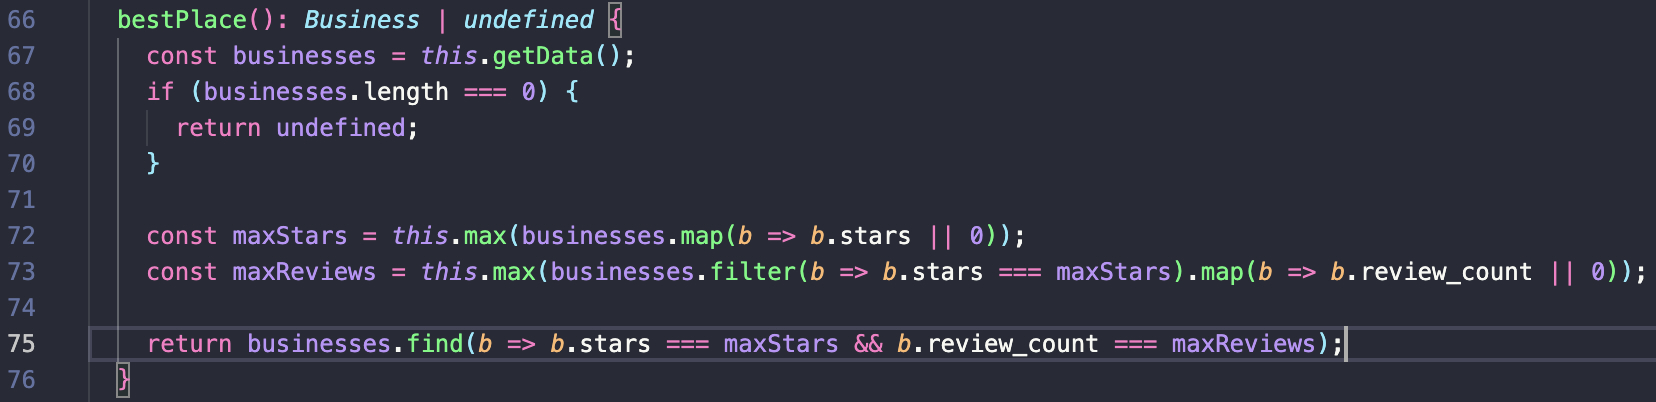 66 bestPlace(): Business | undefined {
67 const businesses = this.getData();
68 if (businesses.length === 0) {
69 return undefined;
70 }
71
72 const maxStars = this.max(businesses.map(b => b.stars || 0));
73 const maxReviews = this.max(businesses.filter(b => b.stars === maxStars).map(b => b.review_count || 0));
74
75 return businesses.find(b => b.stars === maxStars && b.review_count === maxReviews);
76 }